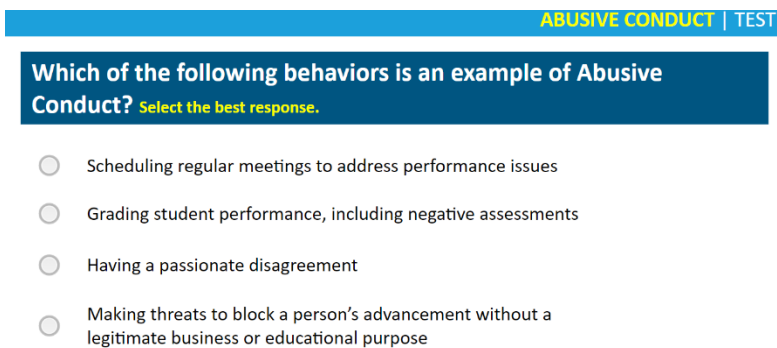 ABUSIVE CONDUCT | TEST
Which of the following behaviors is an example of Abusive
Conduct? Select the best response.
Scheduling regular meetings to address performance issues
Grading student performance, including negative assessments
Having a passionate disagreement
Making threats to block a person's advancement without a
legitimate business or educational purpose